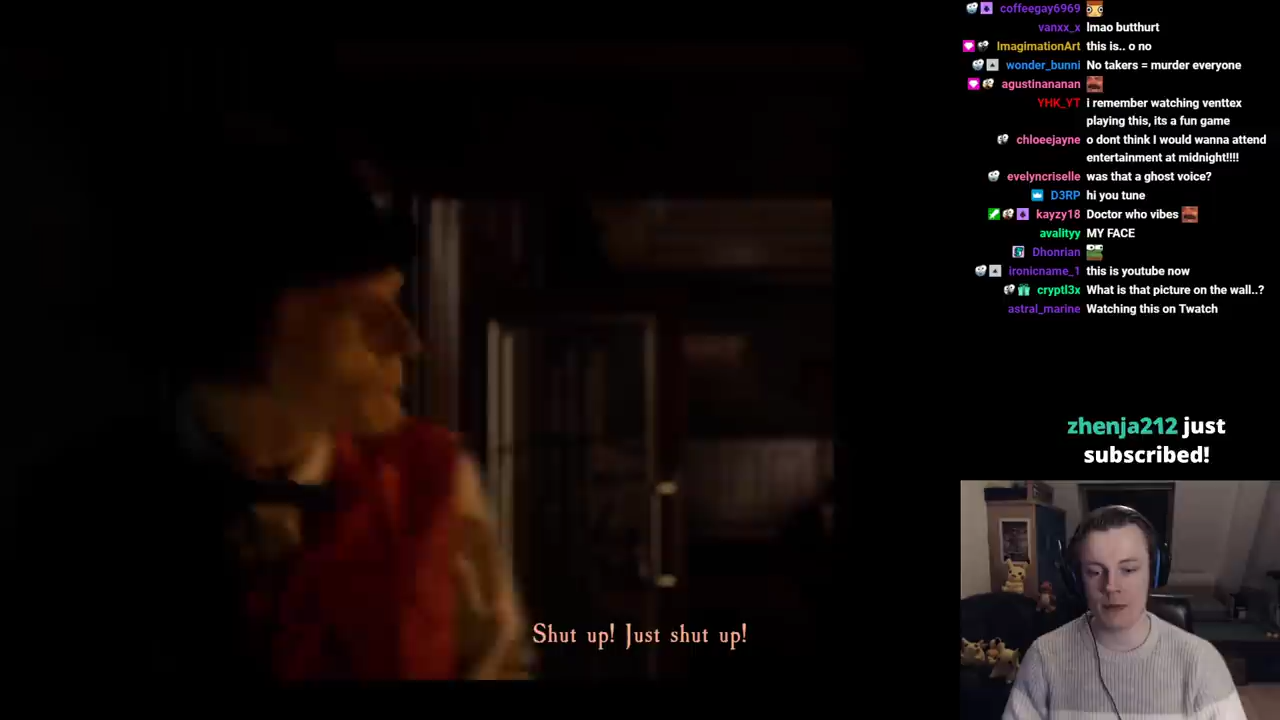 coffeegay6969
vanxx_x lmao butthurt
ImagimationArt this is.. o no
wonder_bunni No takers = murder everyone
agustinananan
YHK_YT i remember watching venttex
playing this, its a fun game
chloeejayne o dont think I would wanna attend
entertainment at midnight!!!!
evelyncriselle was that a ghost voice?
D3RP hi you tune
kayzy18 Doctor who vibes
avalityy MY FACE
Dhonrian
ironicname_1 this is youtube now
cryptl3x What is that picture on the wall..?
astral_marine Watching this on Twatch
zhenja212 just
subscribed!
Shut up! Just shut up!